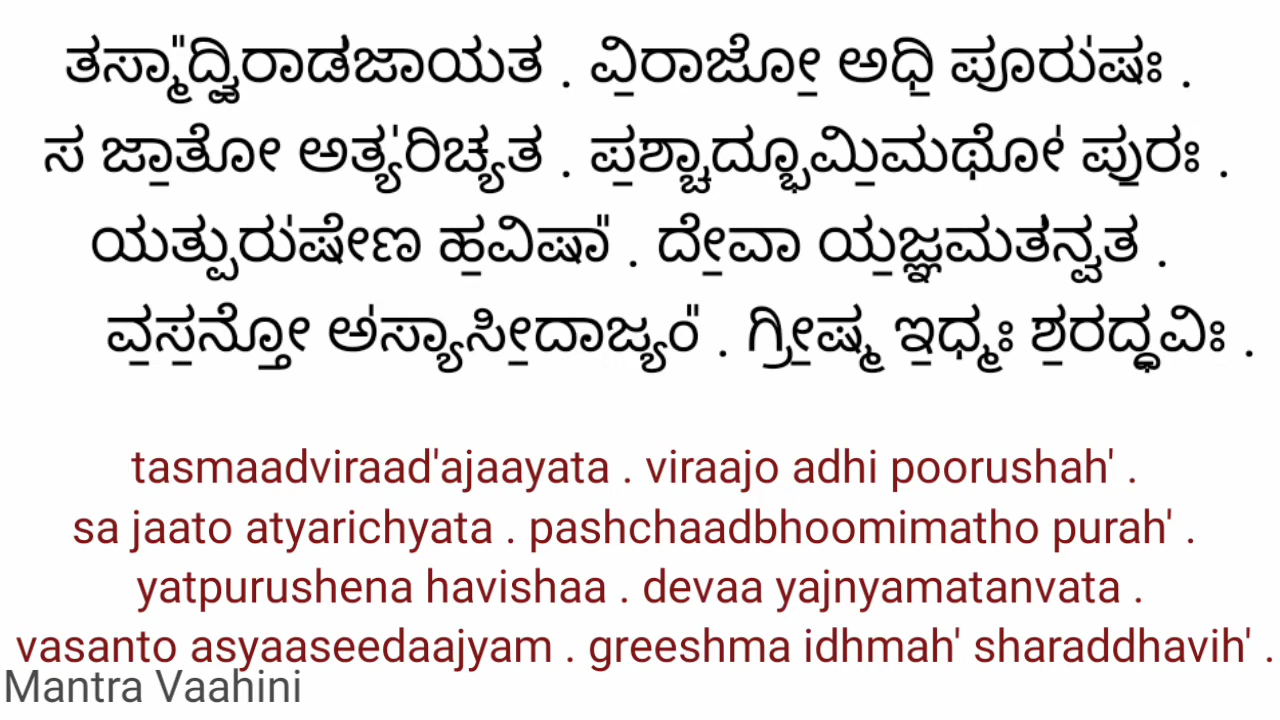 ತಸ್ಮಾ᳚ದ್ವಿರಾಡಜಾಯತ . ವಿ॒ರಾಜೋ॒ ಅಧಿ॒ ಪೂರು॑ಷಃ .
ಸ ಜಾ॒ತೋ ಅತ್ಯ॑ರಿಚ್ಯತ . ಪ॒ಶ್ಚಾದ್ಭೂಮಿ॒ಮಥೋ॑ ಪು॒ರಃ .
ಯತ್ಪುರು॑ಷೇಣ ಹ॒ವಿಷಾ᳚ . ದೇ॒ವಾ ಯ॒ಜ್ಞಮತ॑ನ್ವತ .
ವ॒ಸ॒ನ್ತೋ ಅ॑ಸ್ಯಾಸೀ॒ದಾಜ್ಯಂ᳚ . ಗ್ರೀ॒ಷ್ಮ ಇ॒ಧ್ಮಃ ಶ॒ರದ್ಧವಿಃ .
tasmaadviraad'ajaayata . viraajo adhi poorushah' .
sa jaato atyarichyata . pashchaadbhoomimatho purah' .
yatpurushena havishaa . devaa yajnyamatanvata .
vasanto asyaaseedaajyam . greeshma idhmah' sharaddhavih' .
Mantra Vaahini